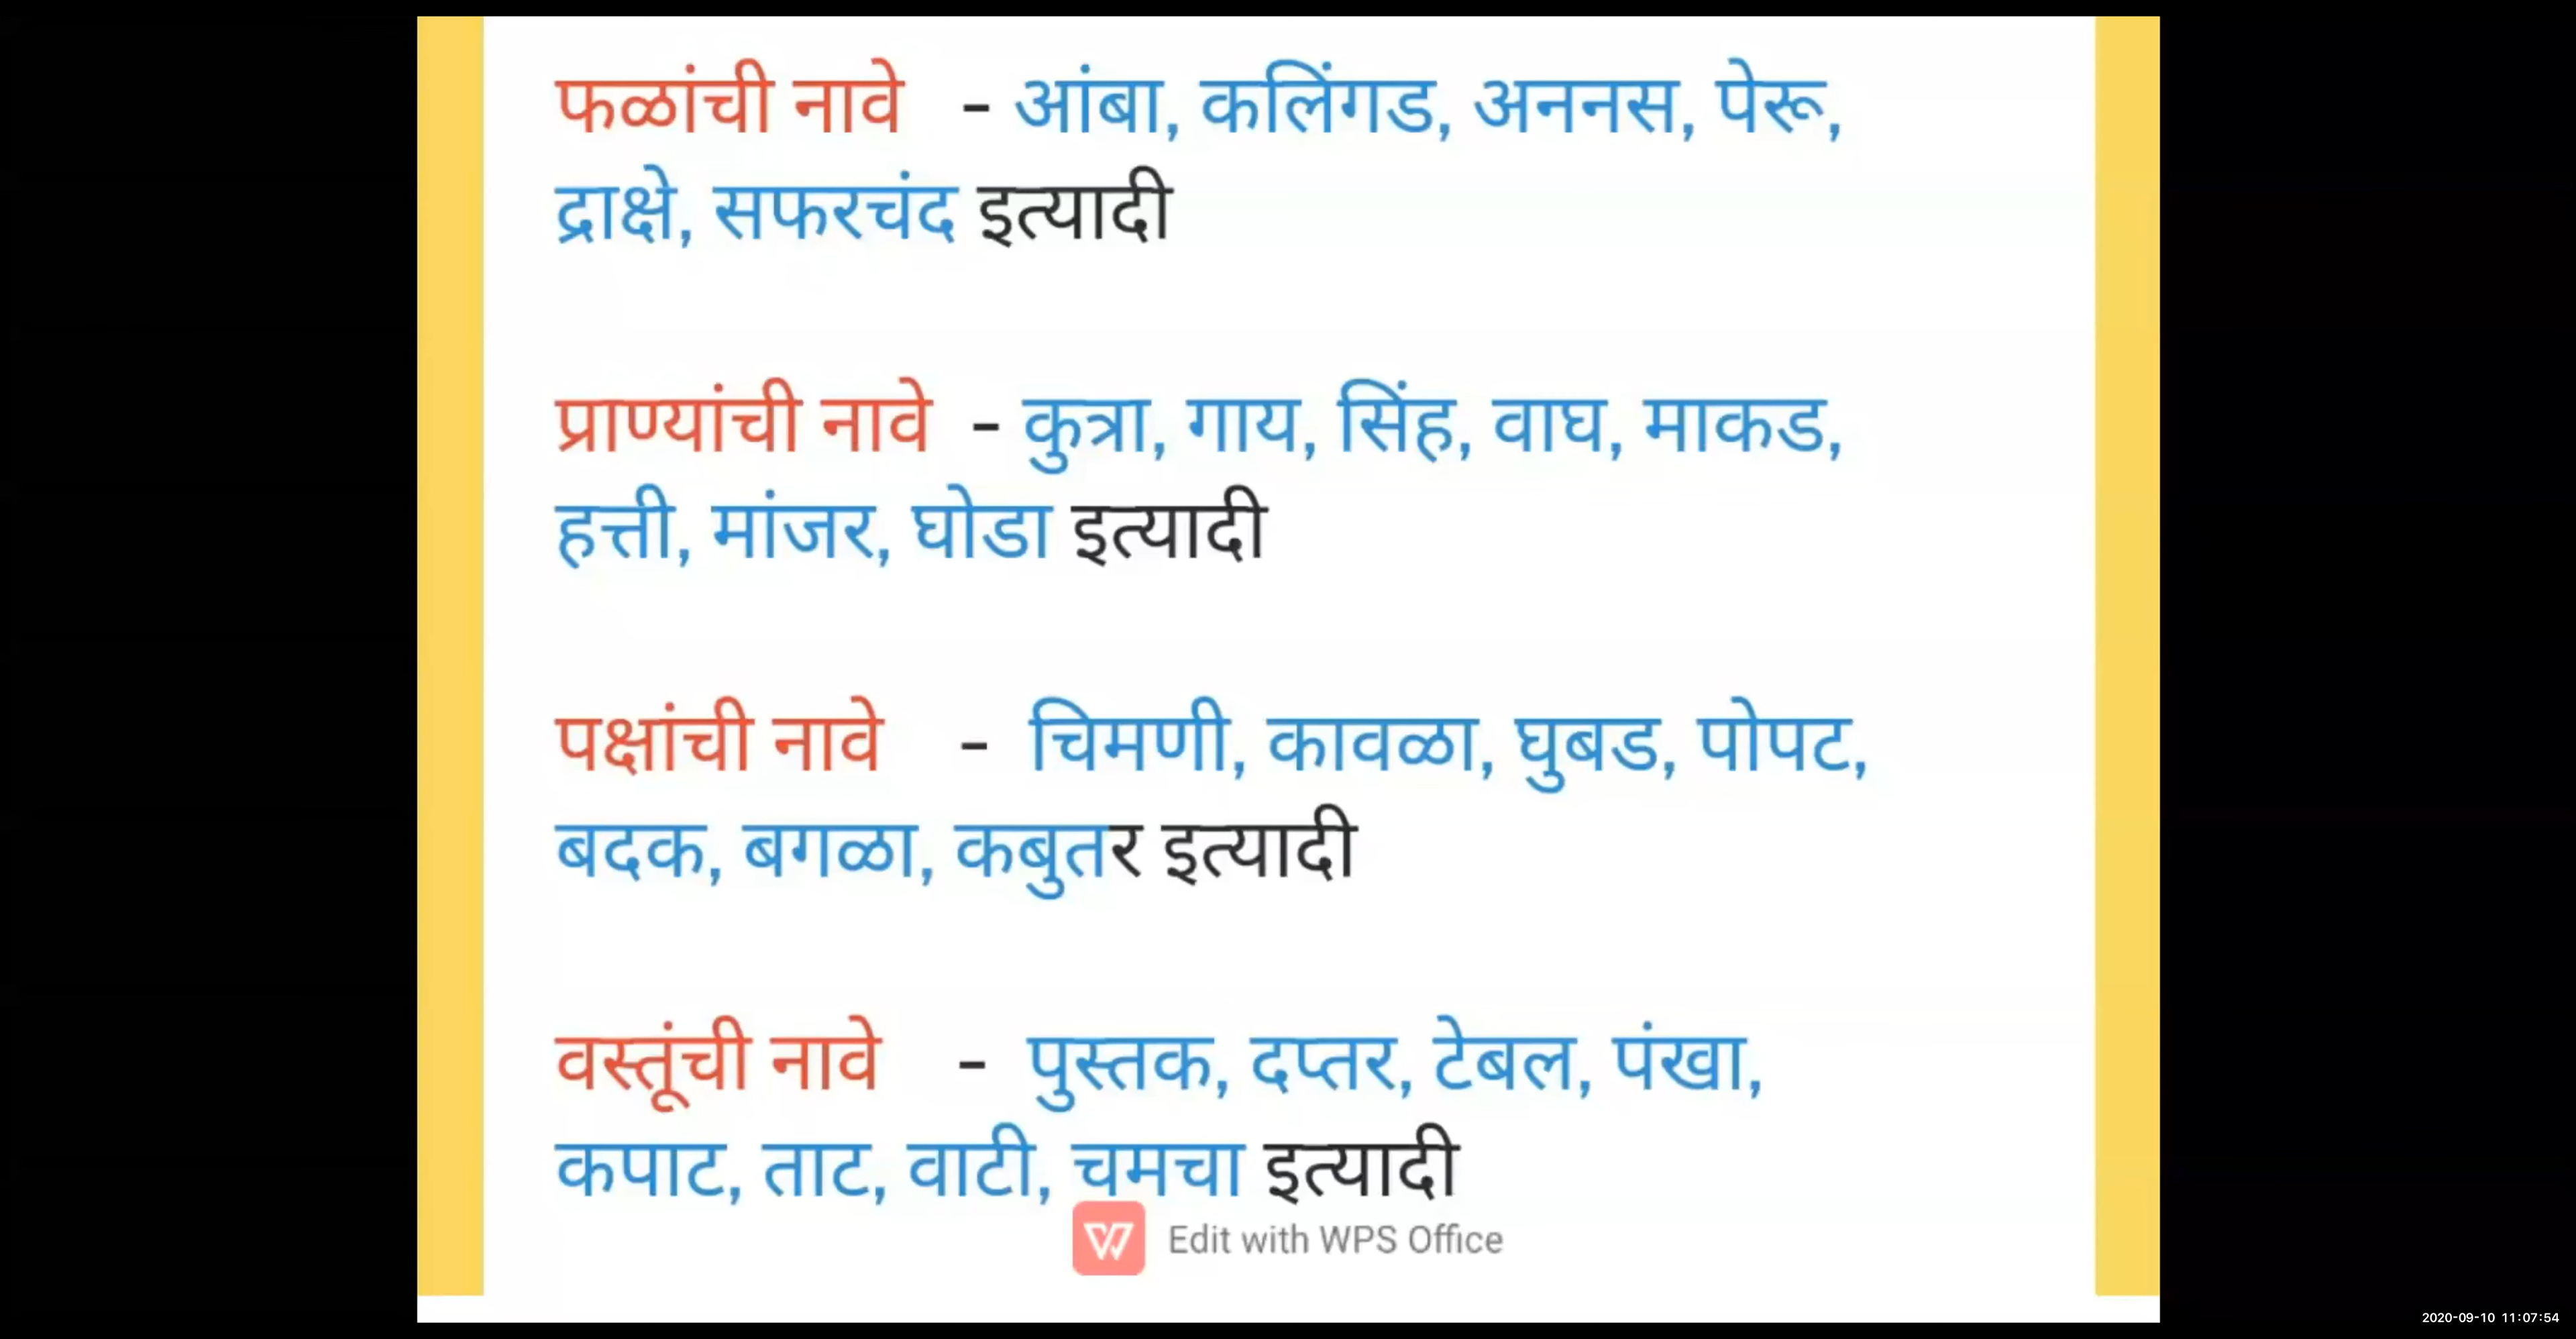 फळांची नावे - आंबा, कलिंगड, अननस, पेरू,
द्राक्षे, सफरचंद इत्यादी
प्राण्यांची नावे - कुत्रा, गाय, सिंह, वाघ, माकड,
हत्ती, मांजर, घोडा इत्यादी
पक्षांची नावे - चिमणी, कावळा, घुबड, पोपट,
बदक, बगळा, कबुतर इत्यादी
वस्तूंची नावे - पुस्तक, दप्तर, टेबल, पंखा,
कपाट, ताट, वाटी, चमचा इत्यादी
Edit with WPS Office
2020-09-10 11:07:54